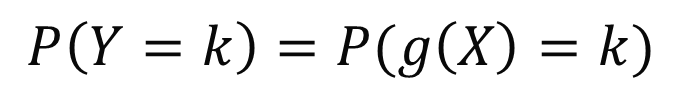 P(Y = k) = P(g(X) = k)